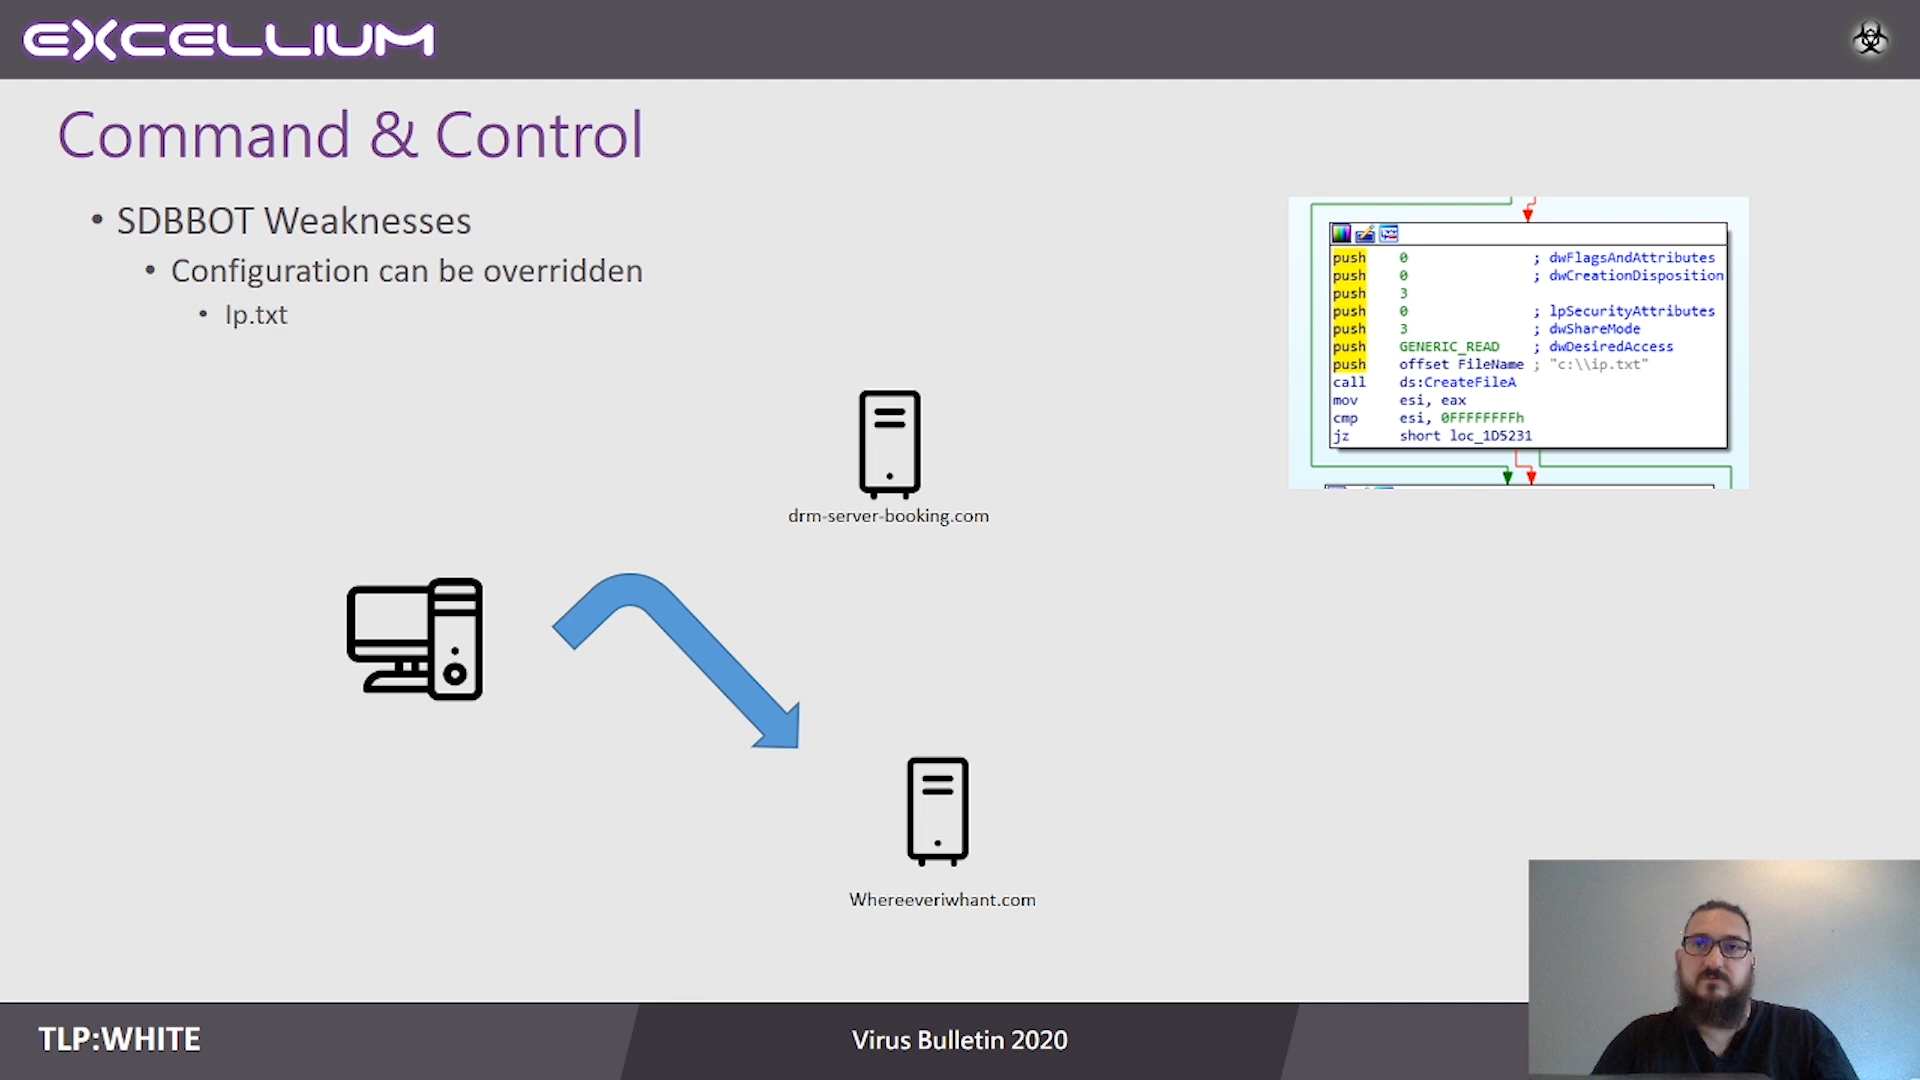 EXCELLIUM
Command & Control
• SDBBOT Weaknesses
• Configuration can be overridden
• Ip.txt
push 0 ; dwFlagsAndAttributes
push 0 ; dwCreationDisposition
push 3
push 0 ; lpSecurityAttributes
push 3 ; dwShareMode
push GENERIC_READ ; dwDesiredAccess
push offset FileName ; "c:\\ip.txt"
call ds:CreateFileA
mov esi, eax
cmp esi, 0FFFFFFFFh
jz short loc_1D5231
drm-server-booking.com
Whereeveriwhant.com
TLP:WHITE
Virus Bulletin 2020